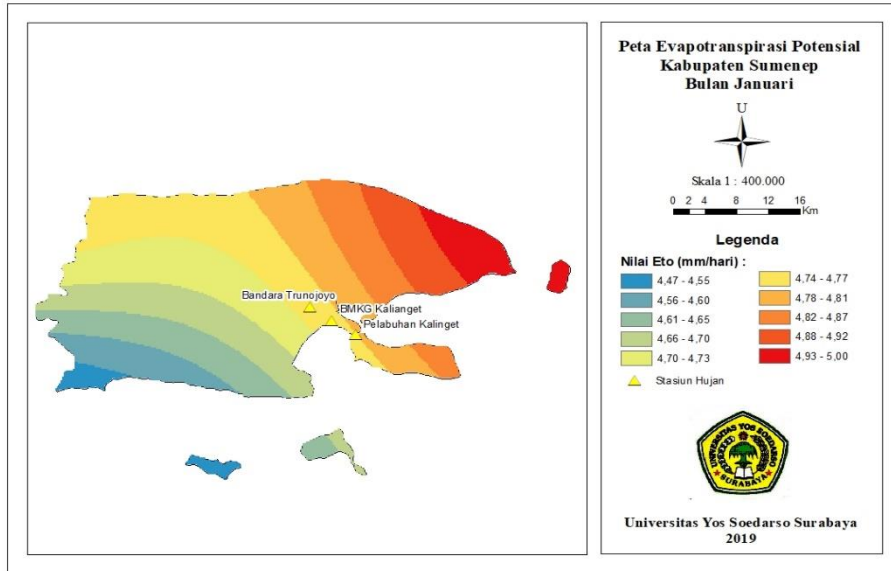 Bandara Trunojoyo
BMKG Kalianget
Pelabuhan Kalinget
Peta Evapotranspirasi Potensial
Kabupaten Sumenep
Bulan Januari
U
Skala 1 : 400.000
0 2 4 8 12 16
Km
Legenda
Nilai Eto (mm/hari) :
4,47 - 4,55
4,56 - 4,60
4,61 - 4,65
4,66 - 4,70
4,70 - 4,73
4,74 - 4,77
4,78 - 4,81
4,82 - 4,87
4,88 - 4,92
4,93 - 5,00
Stasiun Hujan
UNIVERSITAS YOS SOEDARSO
SURABAYA
Universitas Yos Soedarso Surabaya
2019